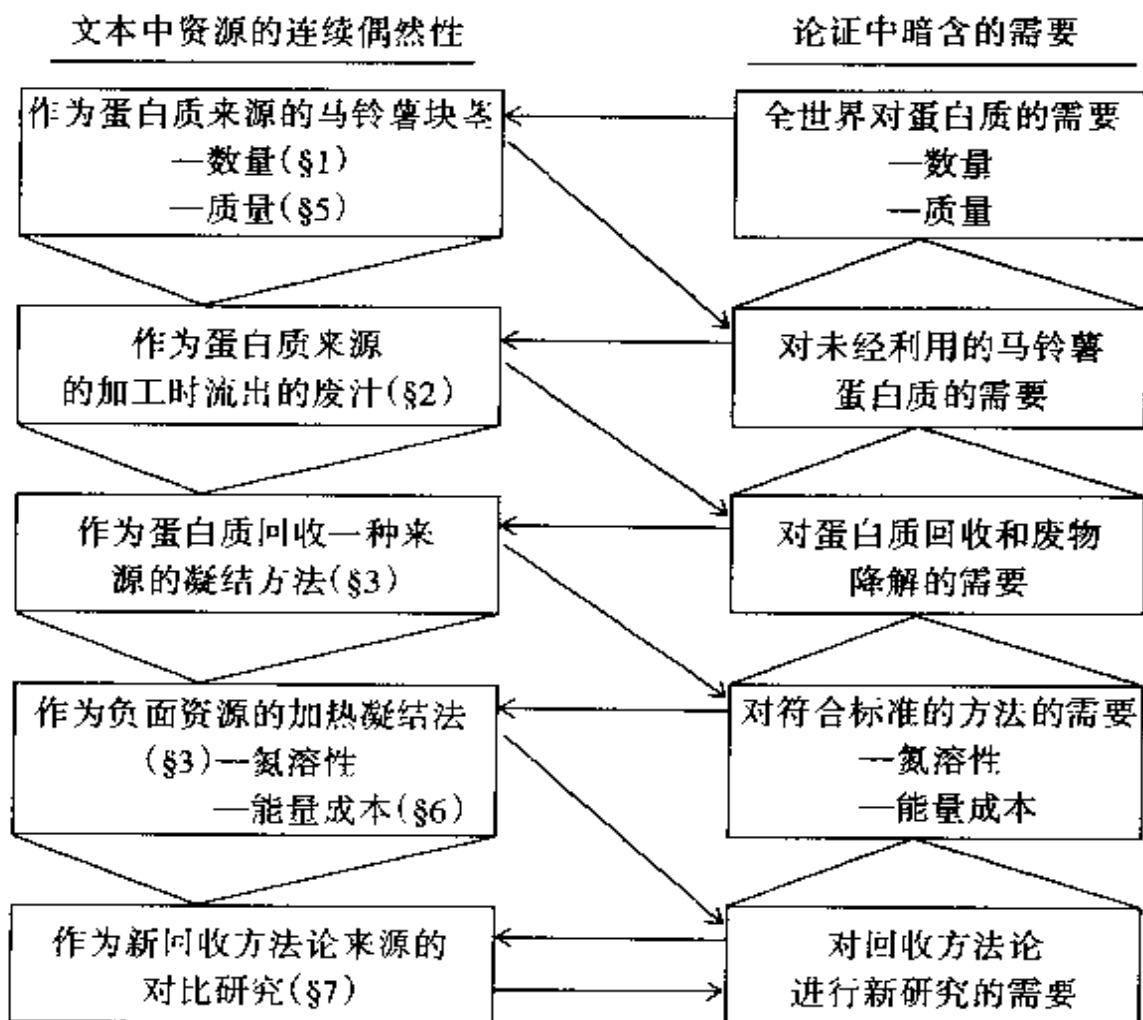 文本中资源的连续偶然性
论证中暗含的需要
作为蛋白质来源的马铃薯块茎
—数量(§1)
—质量(§5)
全世界对蛋白质的需要
—数量
—质量
作为蛋白质来源
的加工时流出的废汁(§2)
对未经利用的马铃薯
蛋白质的需要
作为蛋白质回收一种来
源的凝结方法(§3)
对蛋白质回收和废物
降解的需要
作为负面资源的加热凝结法
(§3)—氮溶性
—能量成本(§6)
对符合标准的方法的需要
—氮溶性
—能量成本
作为新回收方法论来源的
对比研究(§7)
对回收方法论
进行新研究的需要